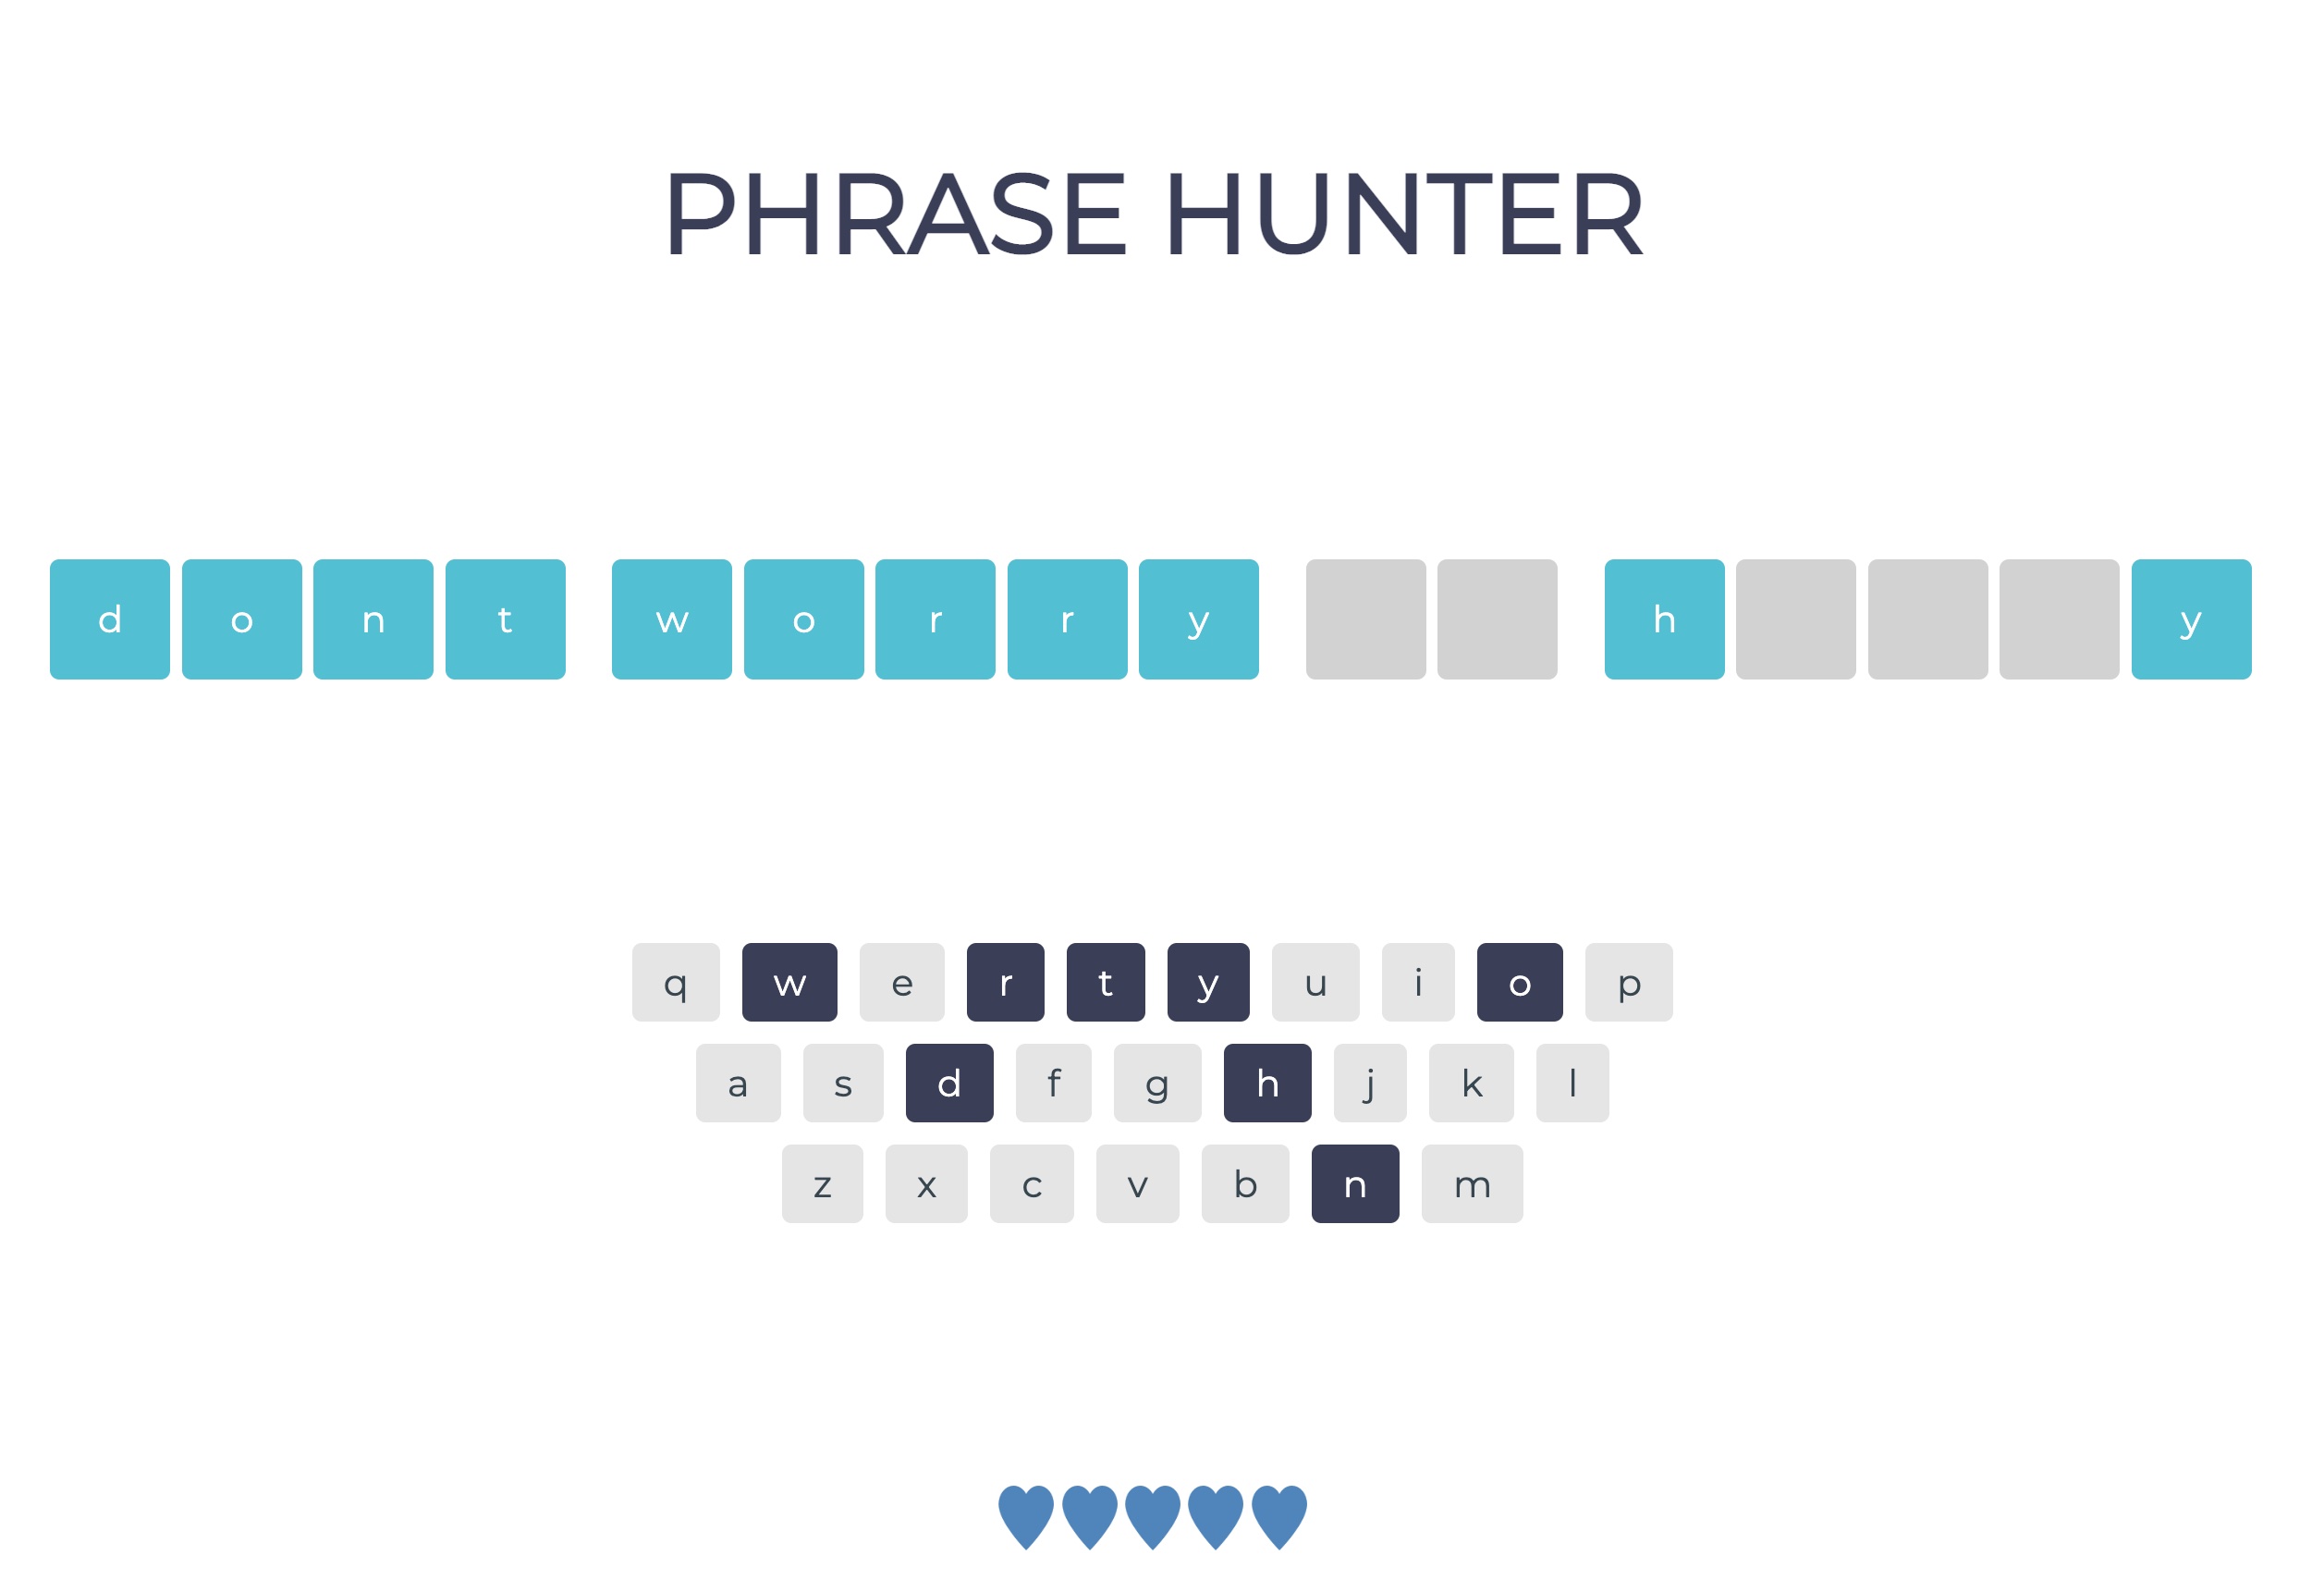 PHRASE HUNTER
d o n t w o r r y h y
q w e r t y u i o p
a s d f g h j k l
z x c v b n m